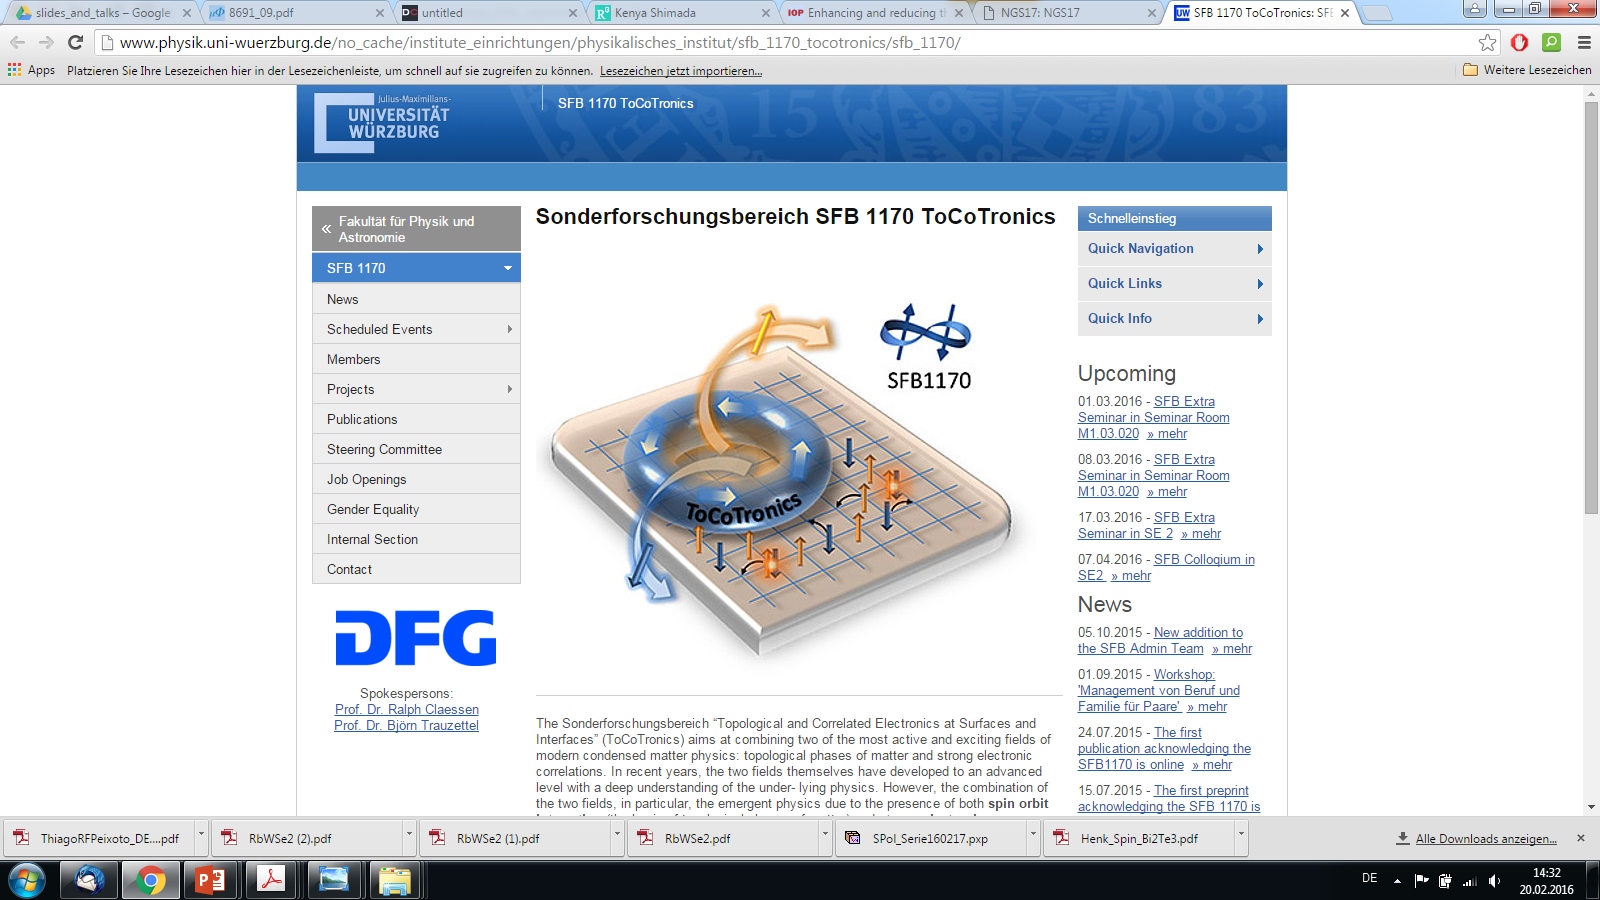 slides_and_talks – Google
8691_09.pdf
untitled
Kenya Shimada
IOP Enhancing and reducing th
NGS17: NGS17
UW SFB 1170 ToCoTronics: SFB
www.physik.uni-wuerzburg.de/no_cache/institute_einrichtungen/physikalisches_institut/sfb_1170_tocotronics/sfb_1170/
Apps Platzieren Sie Ihre Lesezeichen hier in der Lesezeichenleiste, um schnell auf sie zugreifen zu können. Lesezeichen jetzt importieren... Weitere Lesezeichen
Julius-Maximilians-
UNIVERSITÄT
WÜRZBURG
SFB 1170 ToCoTronics
15
83
« Fakultät für Physik und
Astronomie
SFB 1170
News
Scheduled Events
Members
Projects
Publications
Steering Committee
Job Openings
Gender Equality
Internal Section
Contact
DFG
Spokespersons:
Prof. Dr. Ralph Claessen
Prof. Dr. Björn Trauzettel
Sonderforschungsbereich SFB 1170 ToCoTronics
SFB1170
ToCoTronics
The Sonderforschungsbereich “Topological and Correlated Electronics at Surfaces and
Interfaces” (ToCoTronics) aims at combining two of the most active and exciting fields of
modern condensed matter physics: topological phases of matter and strong electronic
correlations. In recent years, the two fields themselves have developed to an advanced
level with a deep understanding of the under- lying physics. However, the combination of
the two fields, in particular, the emergent physics due to the presence of both spin orbit
Schnelleinstieg
Quick Navigation
Quick Links
Quick Info
Upcoming
01.03.2016 - SFB Extra
Seminar in Seminar Room
M1.03.020 » mehr
08.03.2016 - SFB Extra
Seminar in Seminar Room
M1.03.020 » mehr
17.03.2016 - SFB Extra
Seminar in SE 2 » mehr
07.04.2016 - SFB Colloqium in
SE2 » mehr
News
05.10.2015 - New addition to
the SFB Admin Team » mehr
01.09.2015 - Workshop:
'Management von Beruf und
Familie für Paare' » mehr
24.07.2015 - The first
publication acknowledging the
SFB1170 is online » mehr
15.07.2015 - The first preprint
acknowledging the SFB 1170 is
ThiagoRFPeixoto_DE....pdf
RbWSe2 (2).pdf
RbWSe2 (1).pdf
RbWSe2.pdf
SPol_Serie160217.pxp
Henk_Spin_Bi2Te3.pdf
Alle Downloads anzeigen...
DE
14:32
20.02.2016